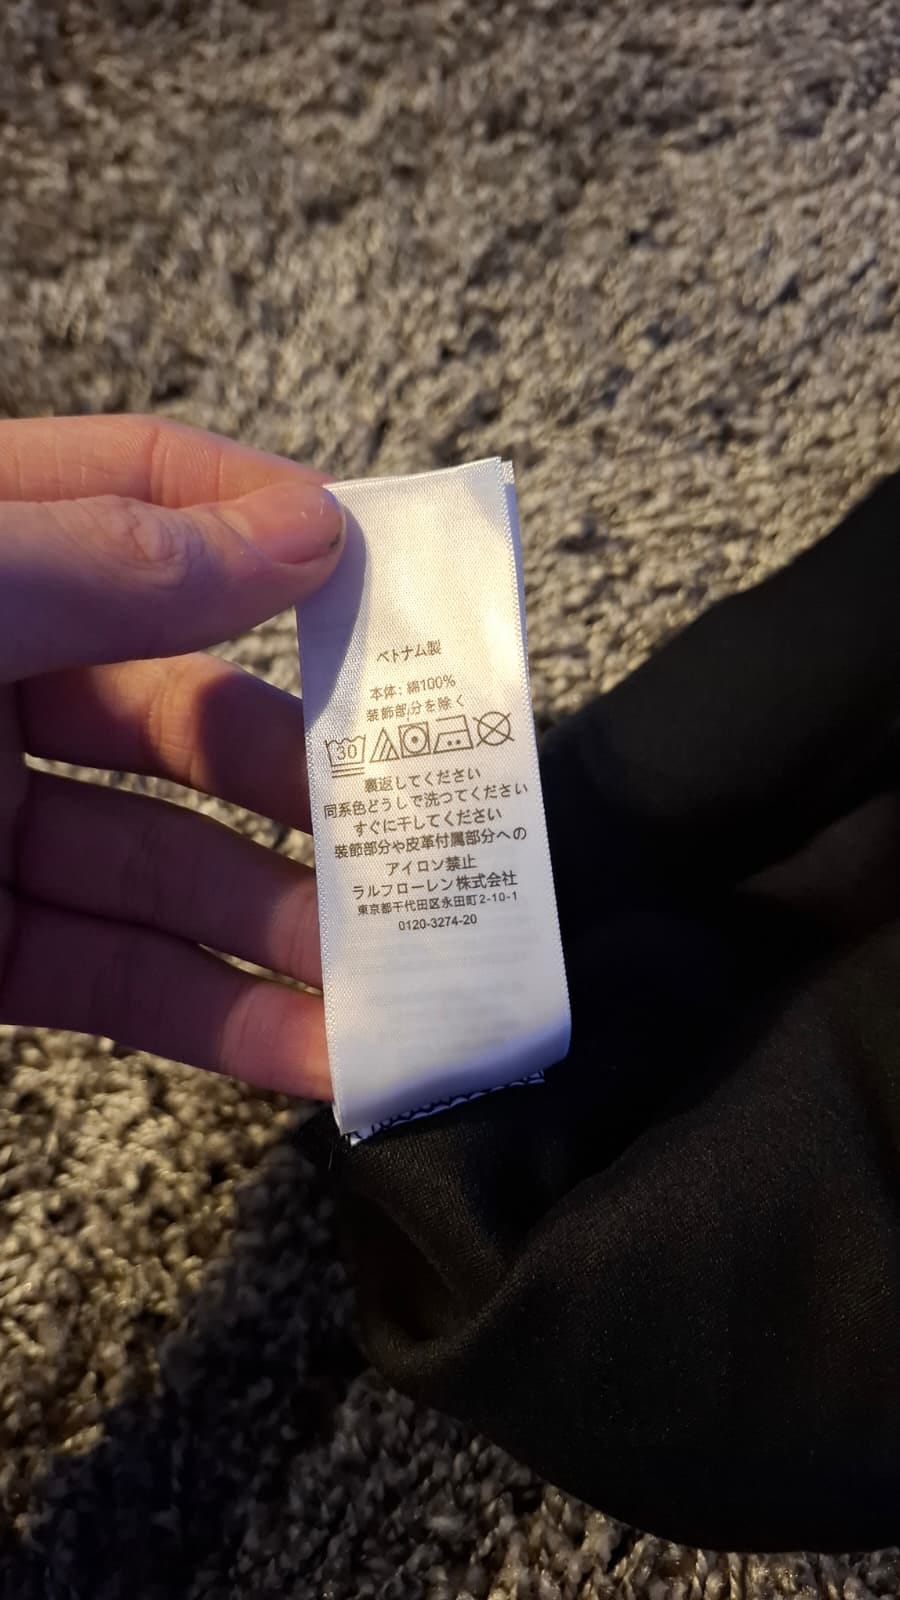 ベトナム製
本体: 綿100%
装飾部分を除く
30
裏返してください
同系色どうしで洗つてください
すぐに干してください
装飾部分や皮革付属部分への
アイロン禁止
ラルフローレン株式会社
東京都千代田区永田町2-10-1
0120-3274-20